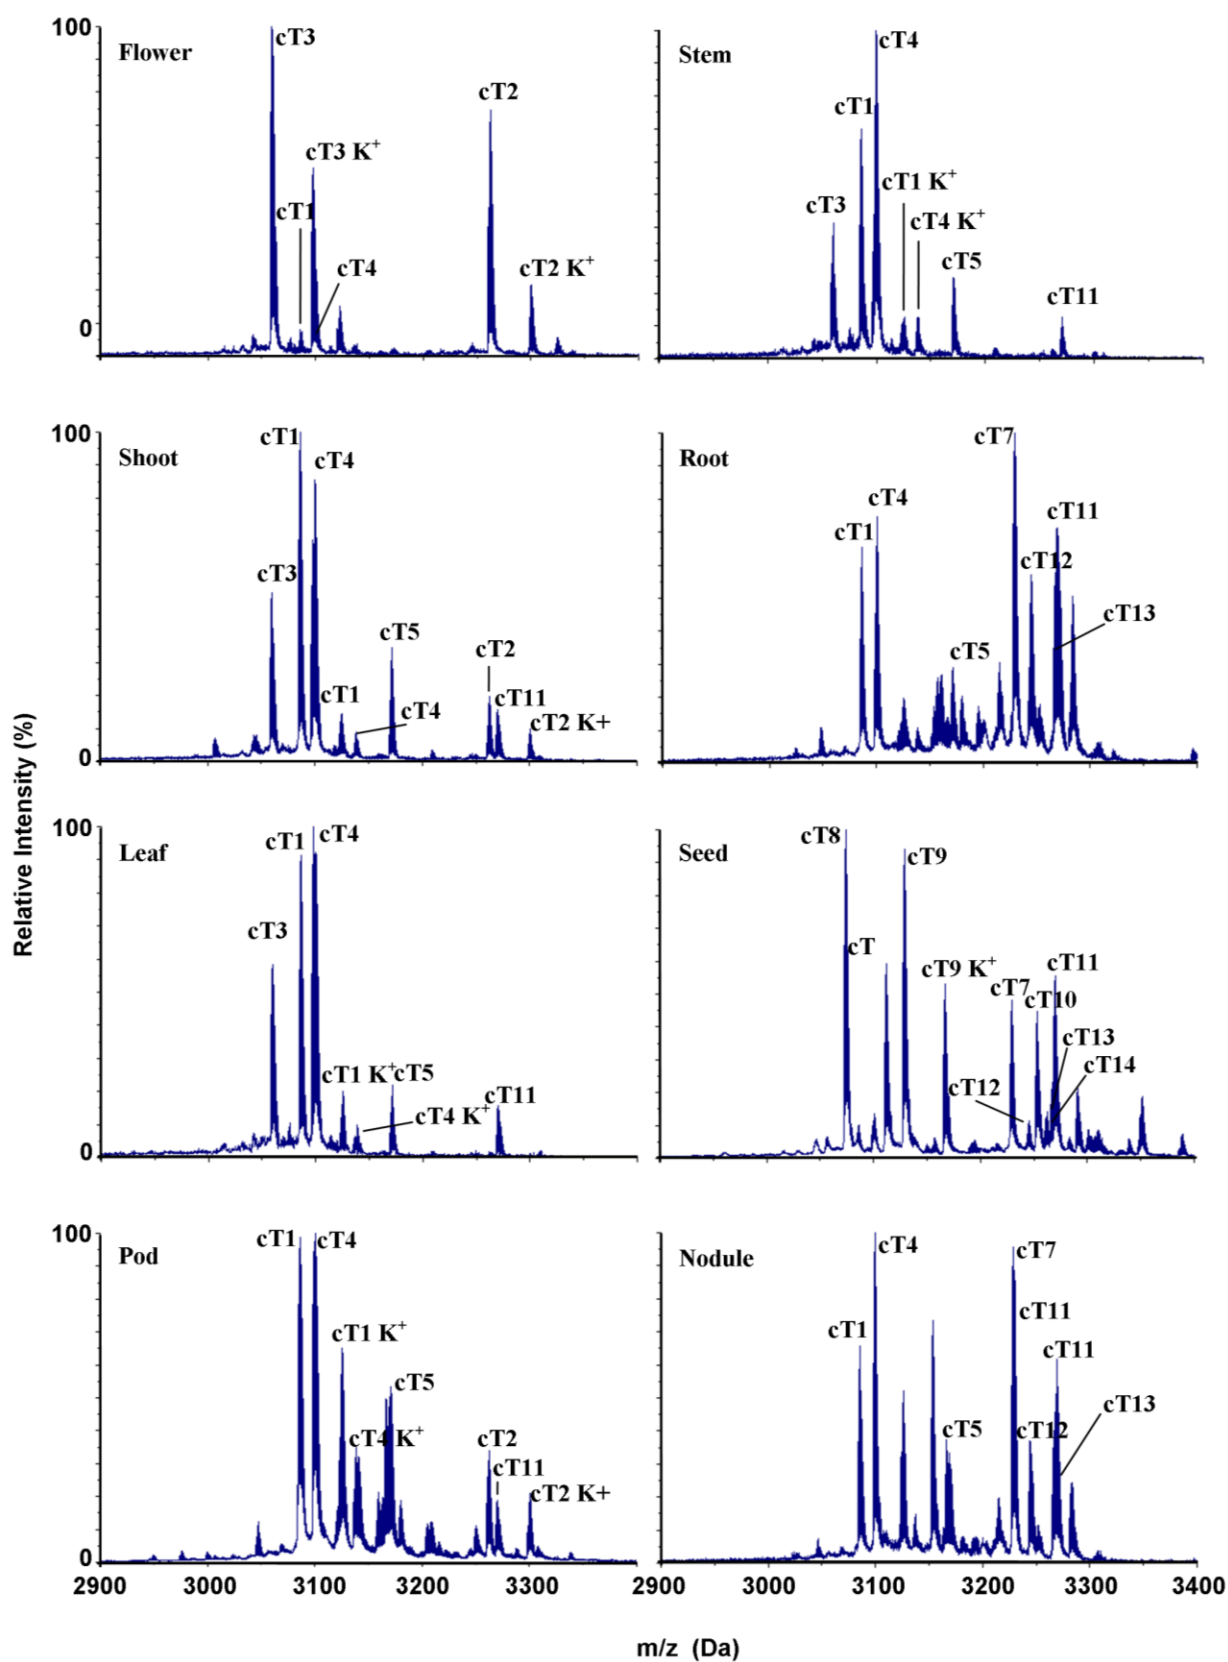 Relative Intensity (%)
Flower
100
0
cT3
cT2
cT3 K⁺
cT1
cT4
cT2 K⁺
Stem
cT4
cT1
cT1 K⁺
cT3
cT4 K⁺
cT5
cT11
Shoot
100
0
cT1
cT4
cT3
cT5
cT2
cT1
cT11
cT4
cT2 K+
Root
cT7
cT4
cT11
cT1
cT12
cT13
cT5
Leaf
100
0
cT1
cT4
cT3
cT1 K⁺
cT5
cT4 K⁺
cT11
Seed
cT8
cT9
cT
cT9 K⁺
cT11
cT7
cT10
cT13
cT14
cT12
Pod
100
0
cT1
cT4
cT1 K⁺
cT5
cT4 K⁺
cT2
cT11
cT2 K+
Nodule
cT4
cT7
cT11
cT1
cT11
cT13
cT5
cT12
2900 3000 3100 3200 3300 2900 3000 3100 3200 3300 3400
m/z (Da)